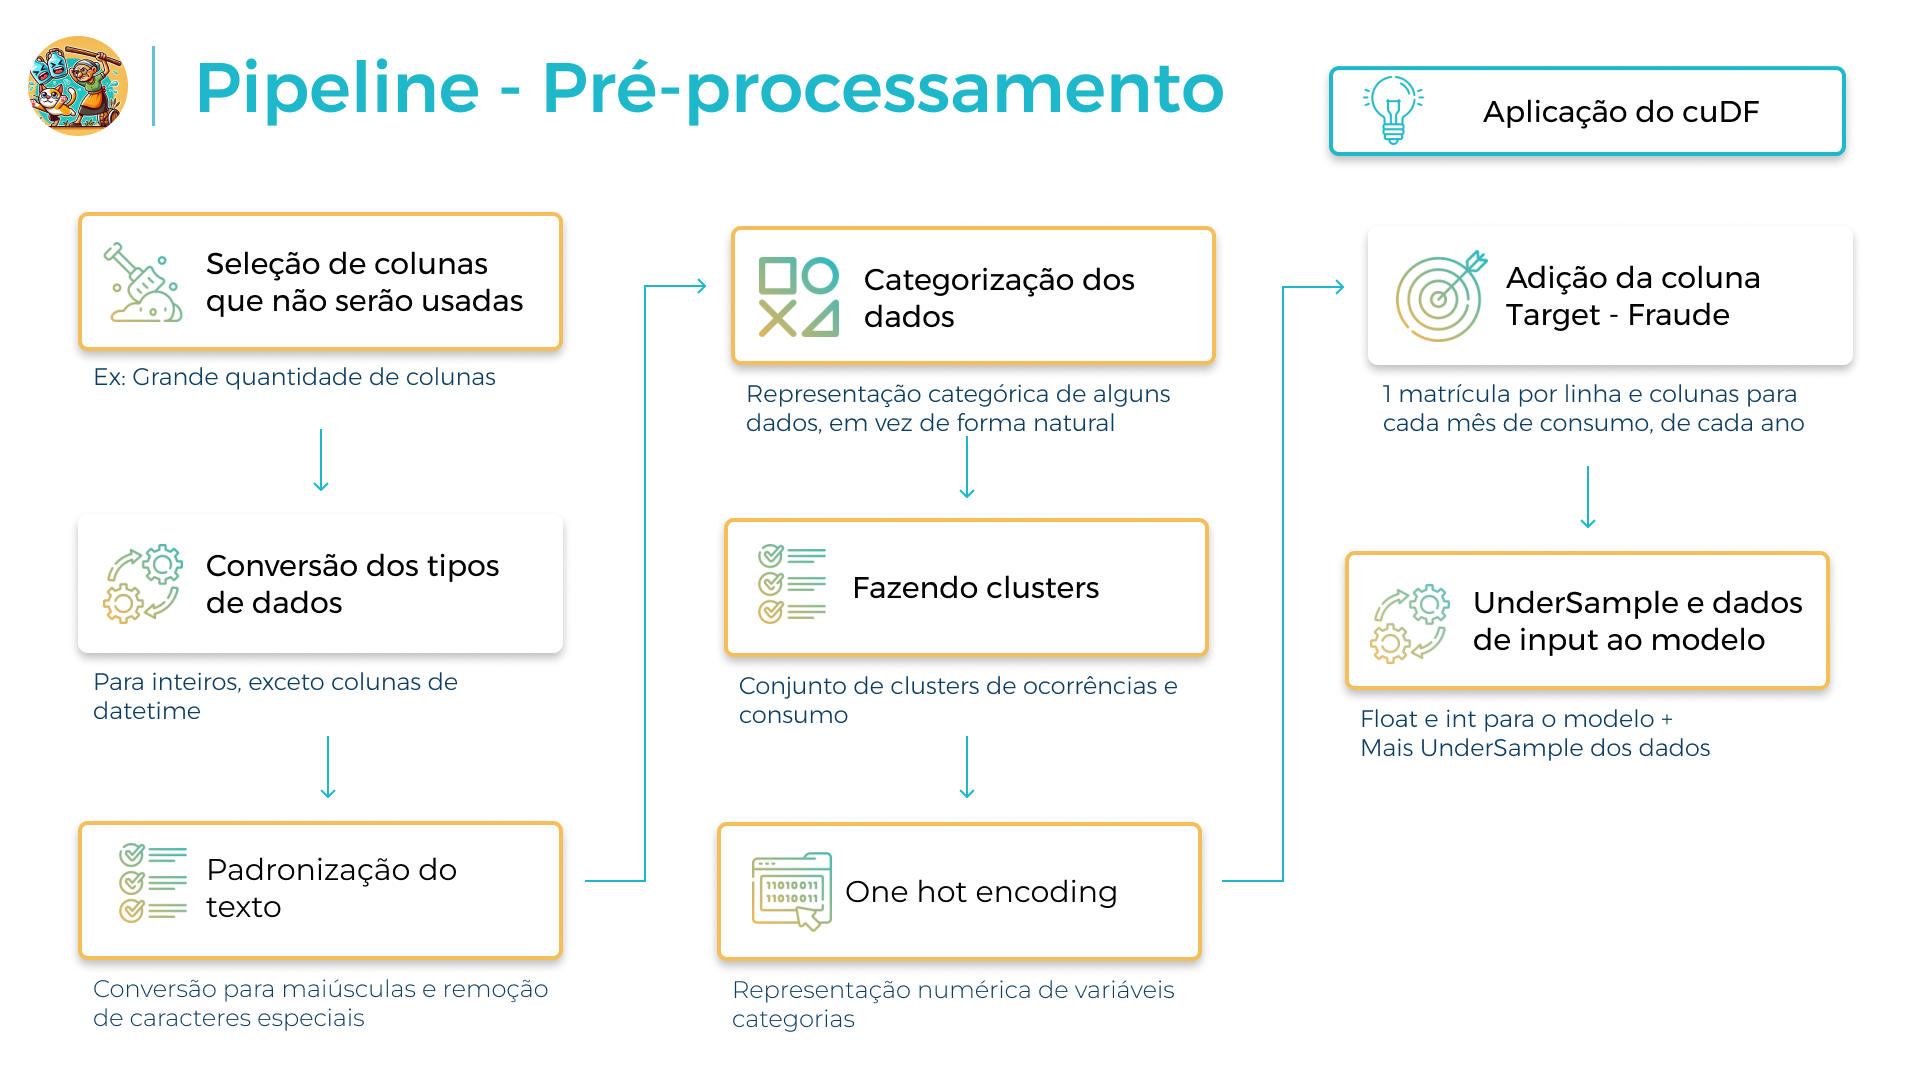 Pipeline - Pré-processamento
Aplicação do cuDF
Seleção de colunas
que não serão usadas
Ex: Grande quantidade de colunas
Conversão dos tipos
de dados
Para inteiros, exceto colunas de
datetime
Padronização do
texto
Conversão para maiúsculas e remoção
de caracteres especiais
Categorização dos
dados
Representação categórica de alguns
dados, em vez de forma natural
Fazendo clusters
Conjunto de clusters de ocorrências e
consumo
11010011
11010011
One hot encoding
Representação numérica de variáveis
categorias
Adição da coluna
Target - Fraude
1 matrícula por linha e colunas para
cada mês de consumo, de cada ano
UnderSample e dados
de input ao modelo
Float e int para o modelo +
Mais UnderSample dos dados